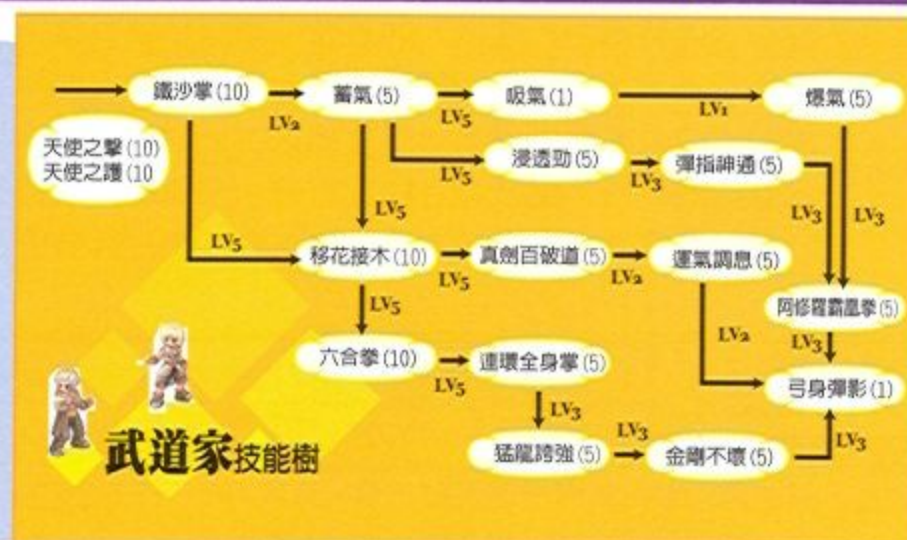 鐵沙掌(10)
LV2
蓄氣(5)
LV5
吸氣(1)
LV1
爆氣(5)
天使之擊(10)
天使之護(10
LV5
浸透勁(5)
LV3
彈指神通(5)
LV5
LV3
LV3
LV5
移花接木(10)
LV5
真劍百破道(5)
LV2
運氣調息(5)
LV5
阿修羅霸凰拳(5)
LV2
LV3
六合拳(10)
LV5
連環全身掌(5)
弓身彈影(1)
LV3
LV3
LV3
猛龍誇強(5)
金剛不壞(5)
武道家技能樹